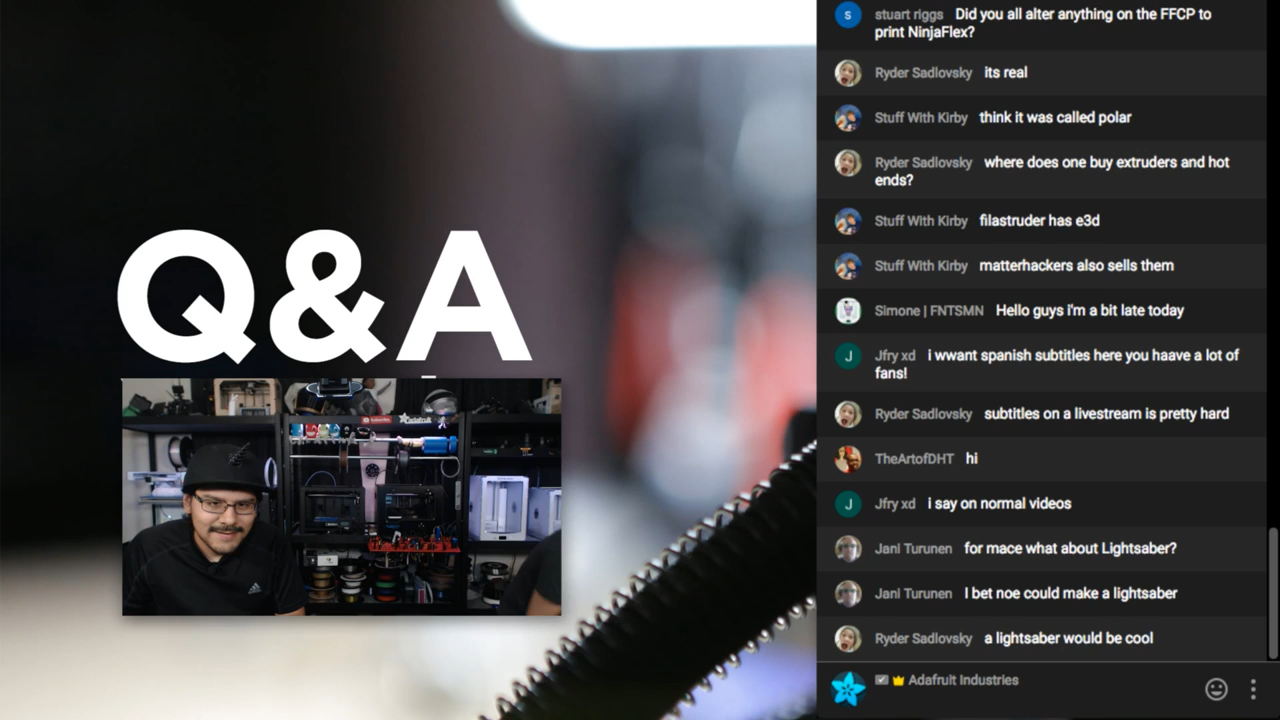 Q&A
Adafruit
stuart riggs Did you all alter anything on the FFCP to
print NinjaFlex?
Ryder Sadlovsky its real
Stuff With Kirby think it was called polar
Ryder Sadlovsky where does one buy extruders and hot
ends?
Stuff With Kirby filastruder has e3d
Stuff With Kirby matterhackers also sells them
Simone | FNTSMN Hello guys i'm a bit late today
J
Jfry xd i wwant spanish subtitles here you haave a lot of
fans!
Ryder Sadlovsky subtitles on a livestream is pretty hard
TheArtofDHT hi
J
Jfry xd i say on normal videos
Jani Turunen for mace what about Lightsaber?
Jani Turunen I bet noe could make a lightsaber
Ryder Sadlovsky a lightsaber would be cool
Adafruit Industries